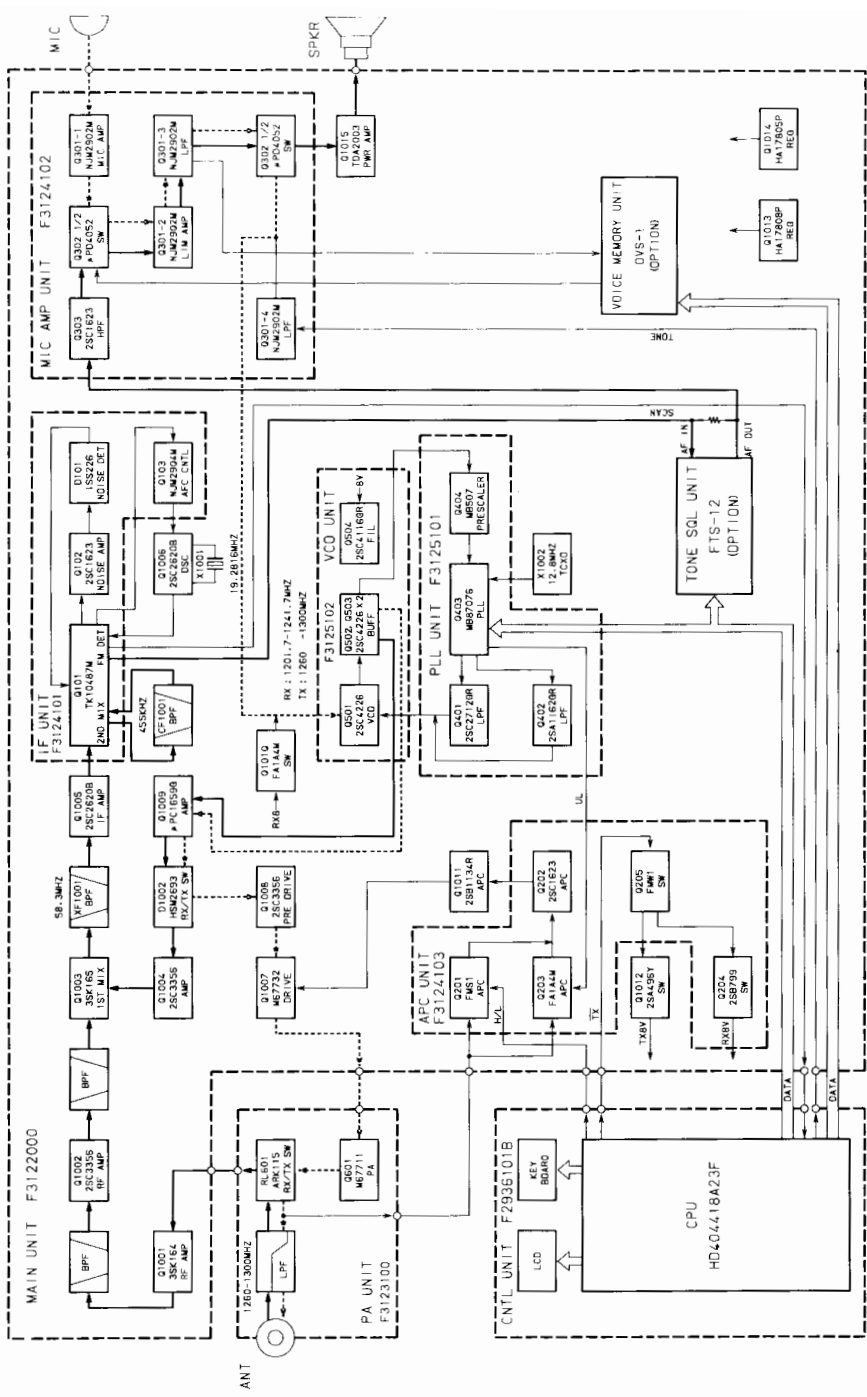 MAIN UNIT F3122000
BPF
Q1002
2SC3356
RF AMP
BPF
Q1003
3SK165
1ST MIX
58.3MHZ
XF1001
BPF
Q1005
2SC2620B
IF AMP
Q1001
3SK164
RF AMP
1260-1300MHZ
ANT
LPF
RL601
ARK115
RX/TX SW
Q601
M67711
PA
PA UNIT
F3123100
Q1004
2SC3356
AMP
D1002
HSM2693
RX/TX SW
Q1009
μPC1659G
AMP
Q1007
M67732
DRIVE
Q1008
2SC3356
PRE DRIVE
IF UNIT
F3124101
Q101
TK10487M
2ND MIX
FM DET
455KHZ
CF1001
BPF
Q102
2SC1623
NOISE AMP
D101
1SS226
NOISE DET
Q1006
2SC2620B
DSC
X1001
19.2816MHZ
Q103
NJM2904M
AFC CNTL
MIC AMP UNIT F3124102
Q303
2SC1623
HPF
Q302 1/2
μPD4052
SW
Q301-1
NJM2902M
MIC AMP
MIC
Q301-2
NJM2902M
LIM AMP
Q301-3
NJM2902M
LPF
Q301-4
NJM2902M
LPF
Q302 1/2
μPD4052
SW
Q1015
TDA2003
PWR AMP
SPKR
RX : 1201.7-1241.7MHZ
TX : 1260 -1300MHZ
RX8
Q1010
FA1A4M
SW
F3125102
VCO UNIT
Q501
2SC4226
VCO
Q502, Q503
2SC4226 X 2
BUFF
Q504
2SC4116GR
FIL
8V
PLL UNIT F3125101
Q401
2SC2712GR
LPF
Q402
2SA1162GR
LPF
Q403
MB87076
PLL
Q404
MB507
PRESCALER
X1002
12.8MHZ
TCXO
UL
APC UNIT
F3124103
Q201
FMS1
APC
Q203
FA1A4M
APC
Q1011
2SB1134R
APC
Q202
2SC1623
APC
H/L
TX
Q1012
2SA496Y
SW
Q205
FMW1
SW
Q204
2SB799
SW
TX8V
RX8V
CNTL UNIT F2936101B
LCD
KEY
BOARD
CPU
HD404418A23F
DATA
DATA
TONE SQL UNIT
FTS-12
(OPTION)
AF IN
AF OUT
SCAN
TONE
VOICE MEMORY UNIT
DVS-1
(OPTION)
Q1013
HA17808P
REG
Q1014
HA17805P
REG